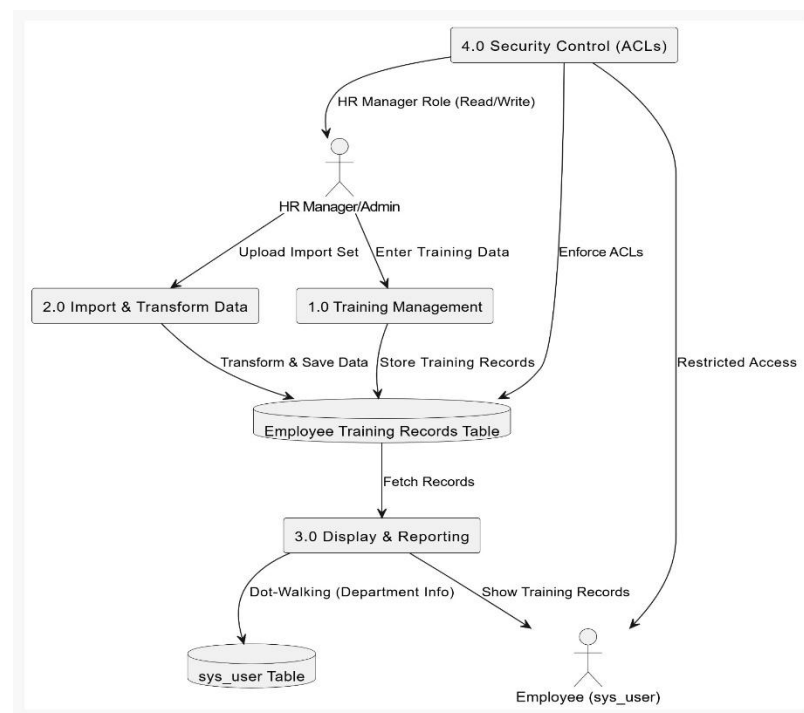 4.0 Security Control (ACLs)
HR Manager Role (Read/Write)
HR Manager/Admin
Upload Import Set
Enter Training Data
Enforce ACLs
2.0 Import & Transform Data
1.0 Training Management
Transform & Save Data
Store Training Records
Restricted Access
Employee Training Records Table
Fetch Records
3.0 Display & Reporting
Dot-Walking (Department Info)
Show Training Records
sys_user Table
Employee (sys_user)